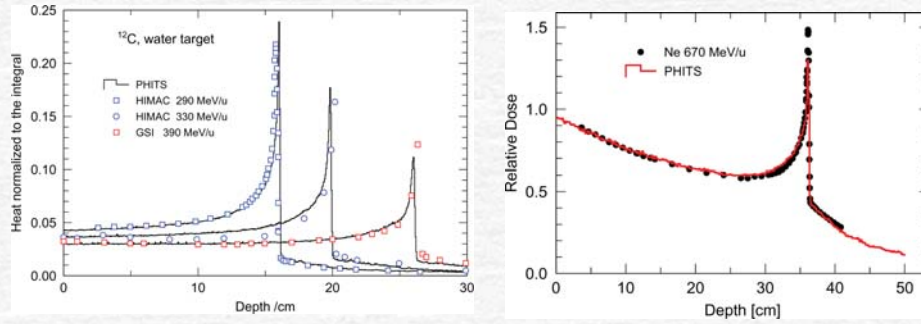 0.25
0.20
0.15
0.10
0.05
0.00
Heat normalized to the integral
¹²C, water target
PHITS
HIMAC 290 MeV/u
HIMAC 330 MeV/u
GSI 390 MeV/u
0 10 20 30
Depth /cm
1.5
1.0
0.5
0.0
Relative Dose
Ne 670 MeV/u
PHITS
0 10 20 30 40 50
Depth [cm]